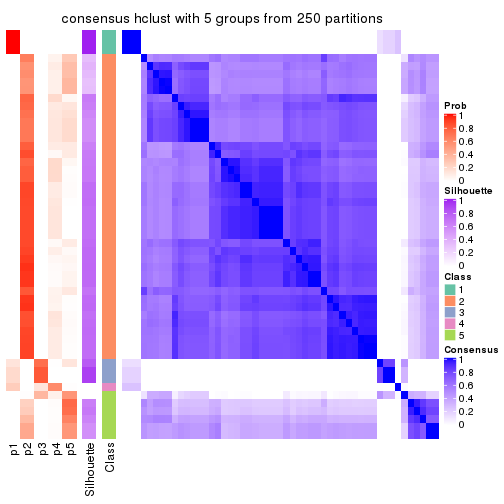 consensus hclust with 5 groups from 250 partitions
Prob
1
0.8
0.6
0.4
0.2
0
Silhouette
1
0.8
0.6
0.4
0.2
0
Class
1
2
3
4
5
Consensus
1
0.8
0.6
0.4
0.2
0
p1
p2
p3
p4
p5
Silhouette
Class